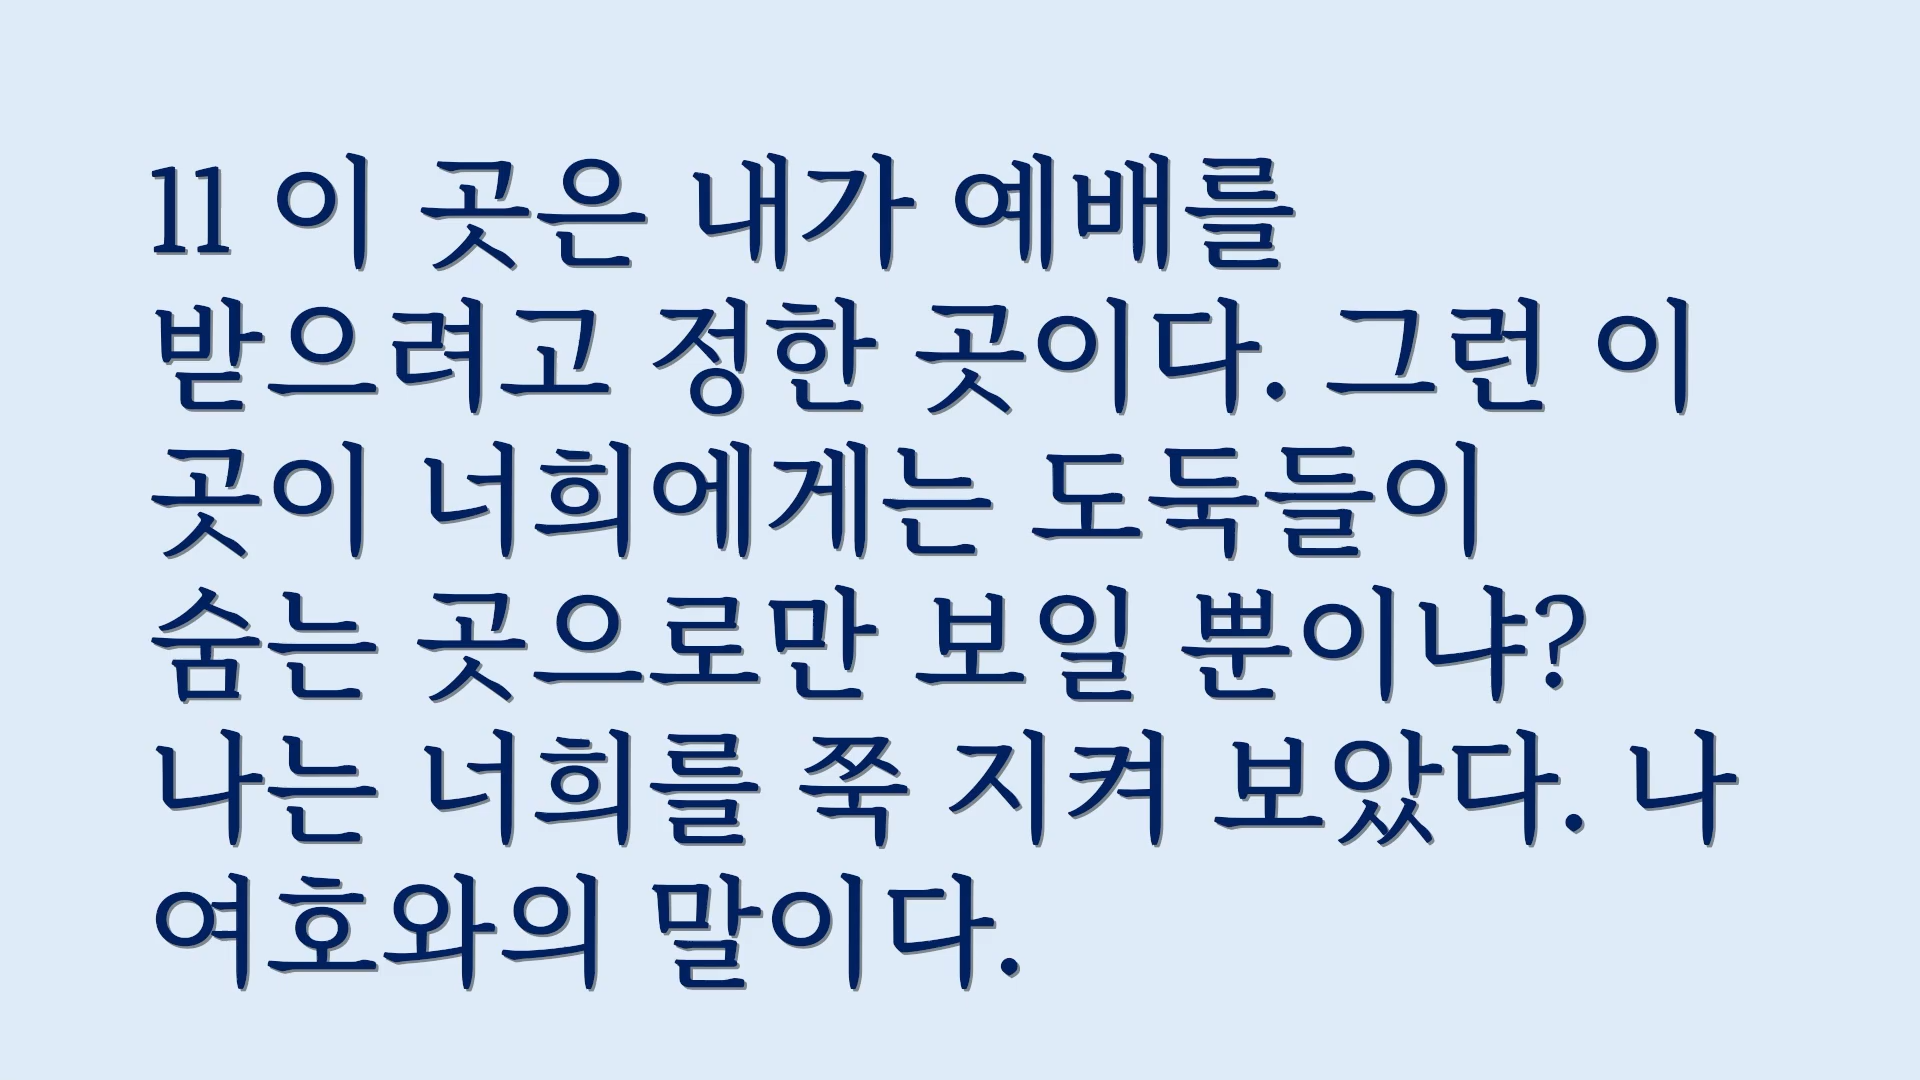 11 이 곳은 내가 예배를
받으려고 정한 곳이다. 그런 이
곳이 너희에게는 도둑들이
숨는 곳으로만 보일 뿐이냐?
나는 너희를 쭉 지켜 보았다. 나
여호와의 말이다.